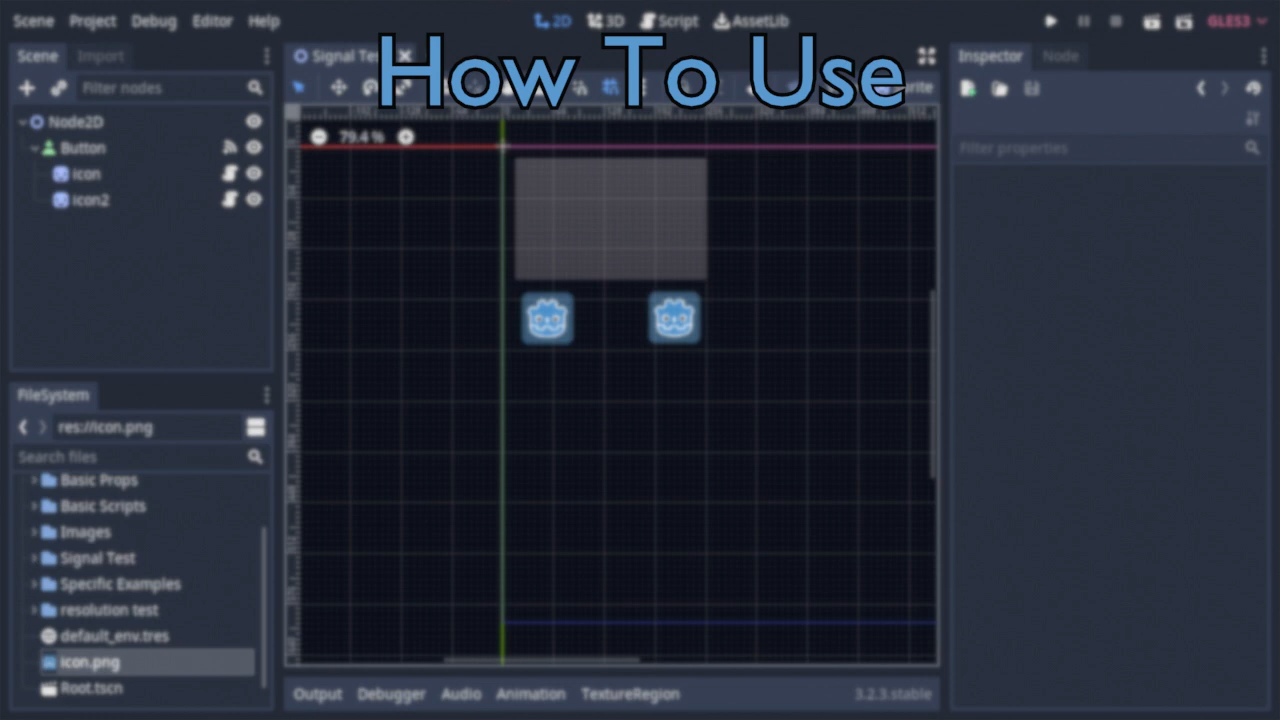 Scene Project Debug Editor Help
2D 3D Script AssetLib
GLES3
How To Use
Scene Import
Filter nodes
Node2D
Button
icon
icon2
FileSystem
res://icon.png
Search files
Basic Props
Basic Scripts
Images
Signal Test
Specific Examples
resolution test
default_env.tres
icon.png
Root.tscn
79.4 %
Output Debugger Audio Animation TextureRegion
3.2.3.stable
Inspector Node
Filter properties